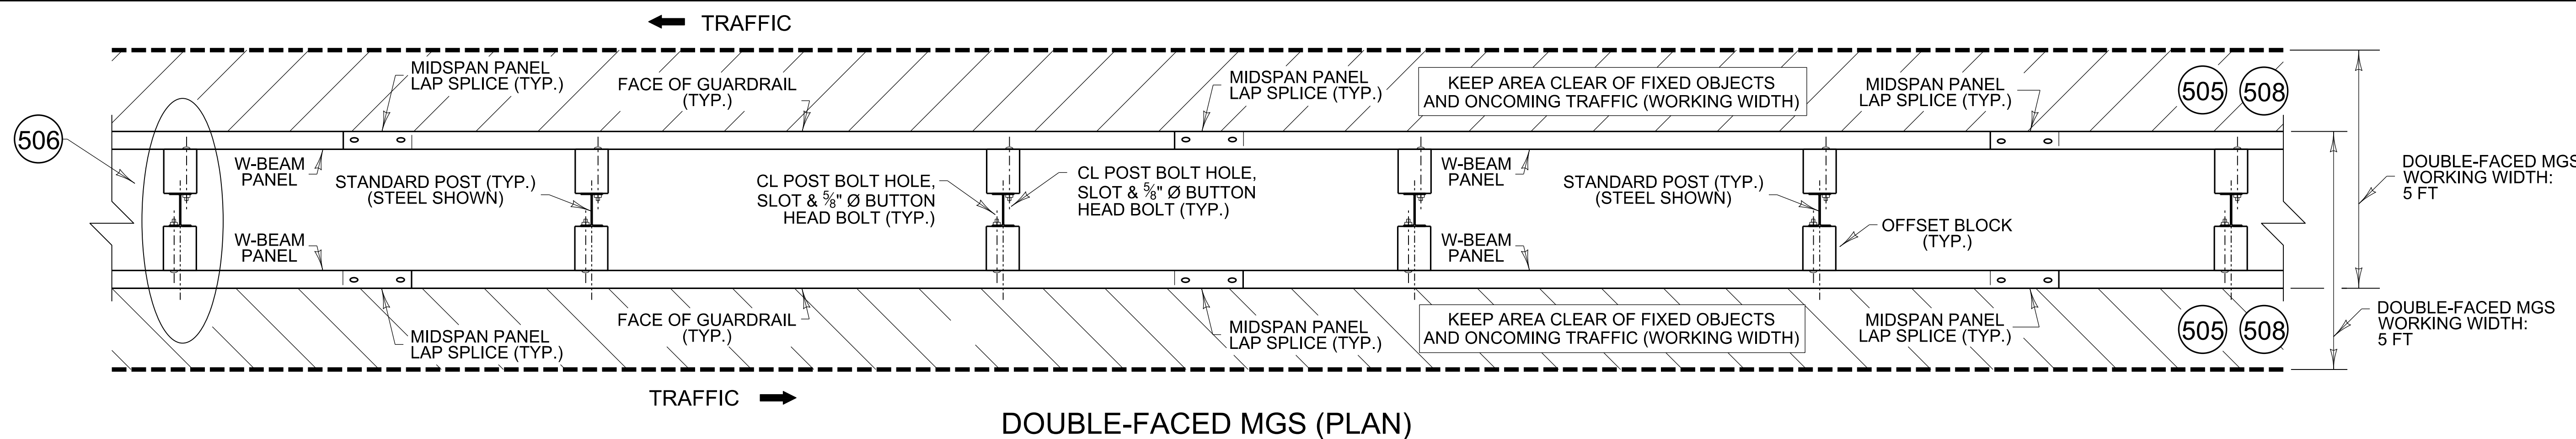 TRAFFIC
MIDSPAN PANEL
LAP SPLICE (TYP.)
FACE OF GUARDRAIL
(TYP.)
MIDSPAN PANEL
LAP SPLICE (TYP.)
KEEP AREA CLEAR OF FIXED OBJECTS
AND ONCOMING TRAFFIC (WORKING WIDTH)
MIDSPAN PANEL
LAP SPLICE (TYP.)
505
508
506
W-BEAM
PANEL
STANDARD POST (TYP.)
(STEEL SHOWN)
CL POST BOLT HOLE,
SLOT & ⅝" Ø BUTTON
HEAD BOLT (TYP.)
CL POST BOLT HOLE,
SLOT & ⅝" Ø BUTTON
HEAD BOLT (TYP.)
W-BEAM
PANEL
STANDARD POST (TYP.)
(STEEL SHOWN)
DOUBLE-FACED MGS
WORKING WIDTH:
5 FT
W-BEAM
PANEL
W-BEAM
PANEL
OFFSET BLOCK
(TYP.)
MIDSPAN PANEL
LAP SPLICE (TYP.)
FACE OF GUARDRAIL
(TYP.)
MIDSPAN PANEL
LAP SPLICE (TYP.)
KEEP AREA CLEAR OF FIXED OBJECTS
AND ONCOMING TRAFFIC (WORKING WIDTH)
MIDSPAN PANEL
LAP SPLICE (TYP.)
505
508
DOUBLE-FACED MGS
WORKING WIDTH:
5 FT
TRAFFIC
DOUBLE-FACED MGS (PLAN)